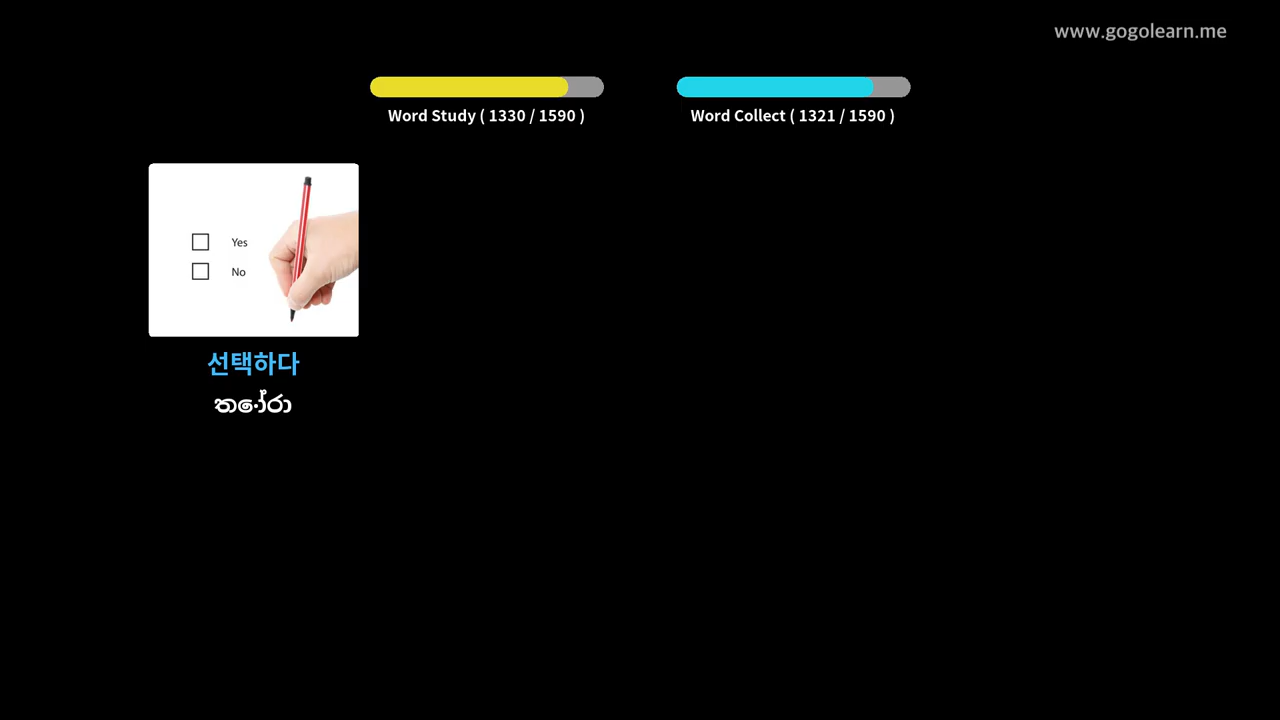 www.gogolearn.me
Word Study ( 1330 / 1590 )
Word Collect ( 1321 / 1590 )
Yes
No
선택하다
තෝරා